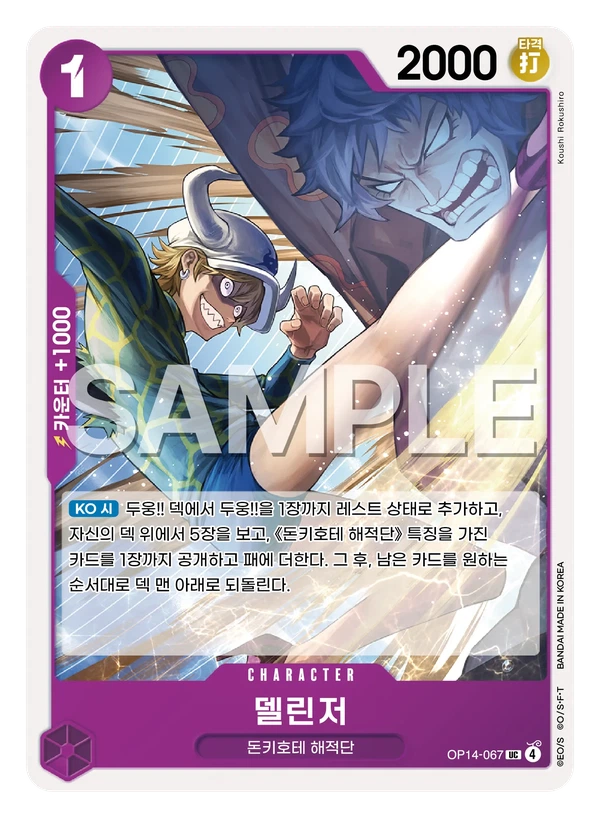 1
2000
타격
打
Koushi Rokushiro
카운터 +1000
SAMPLE
KO 시 두웅!! 덱에서 두웅!!을 1장까지 레스트 상태로 추가하고,
자신의 덱 위에서 5장을 보고, 《돈키호테 해적단》 특징을 가진
카드를 1장까지 공개하고 패에 더한다. 그 후, 남은 카드를 원하는
순서대로 덱 맨 아래로 되돌린다.
CHARACTER
델린저
돈키호테 해적단
OP14-067 UC 4
©EO/S ©O/S·F·T BANDAI MADE IN KOREA